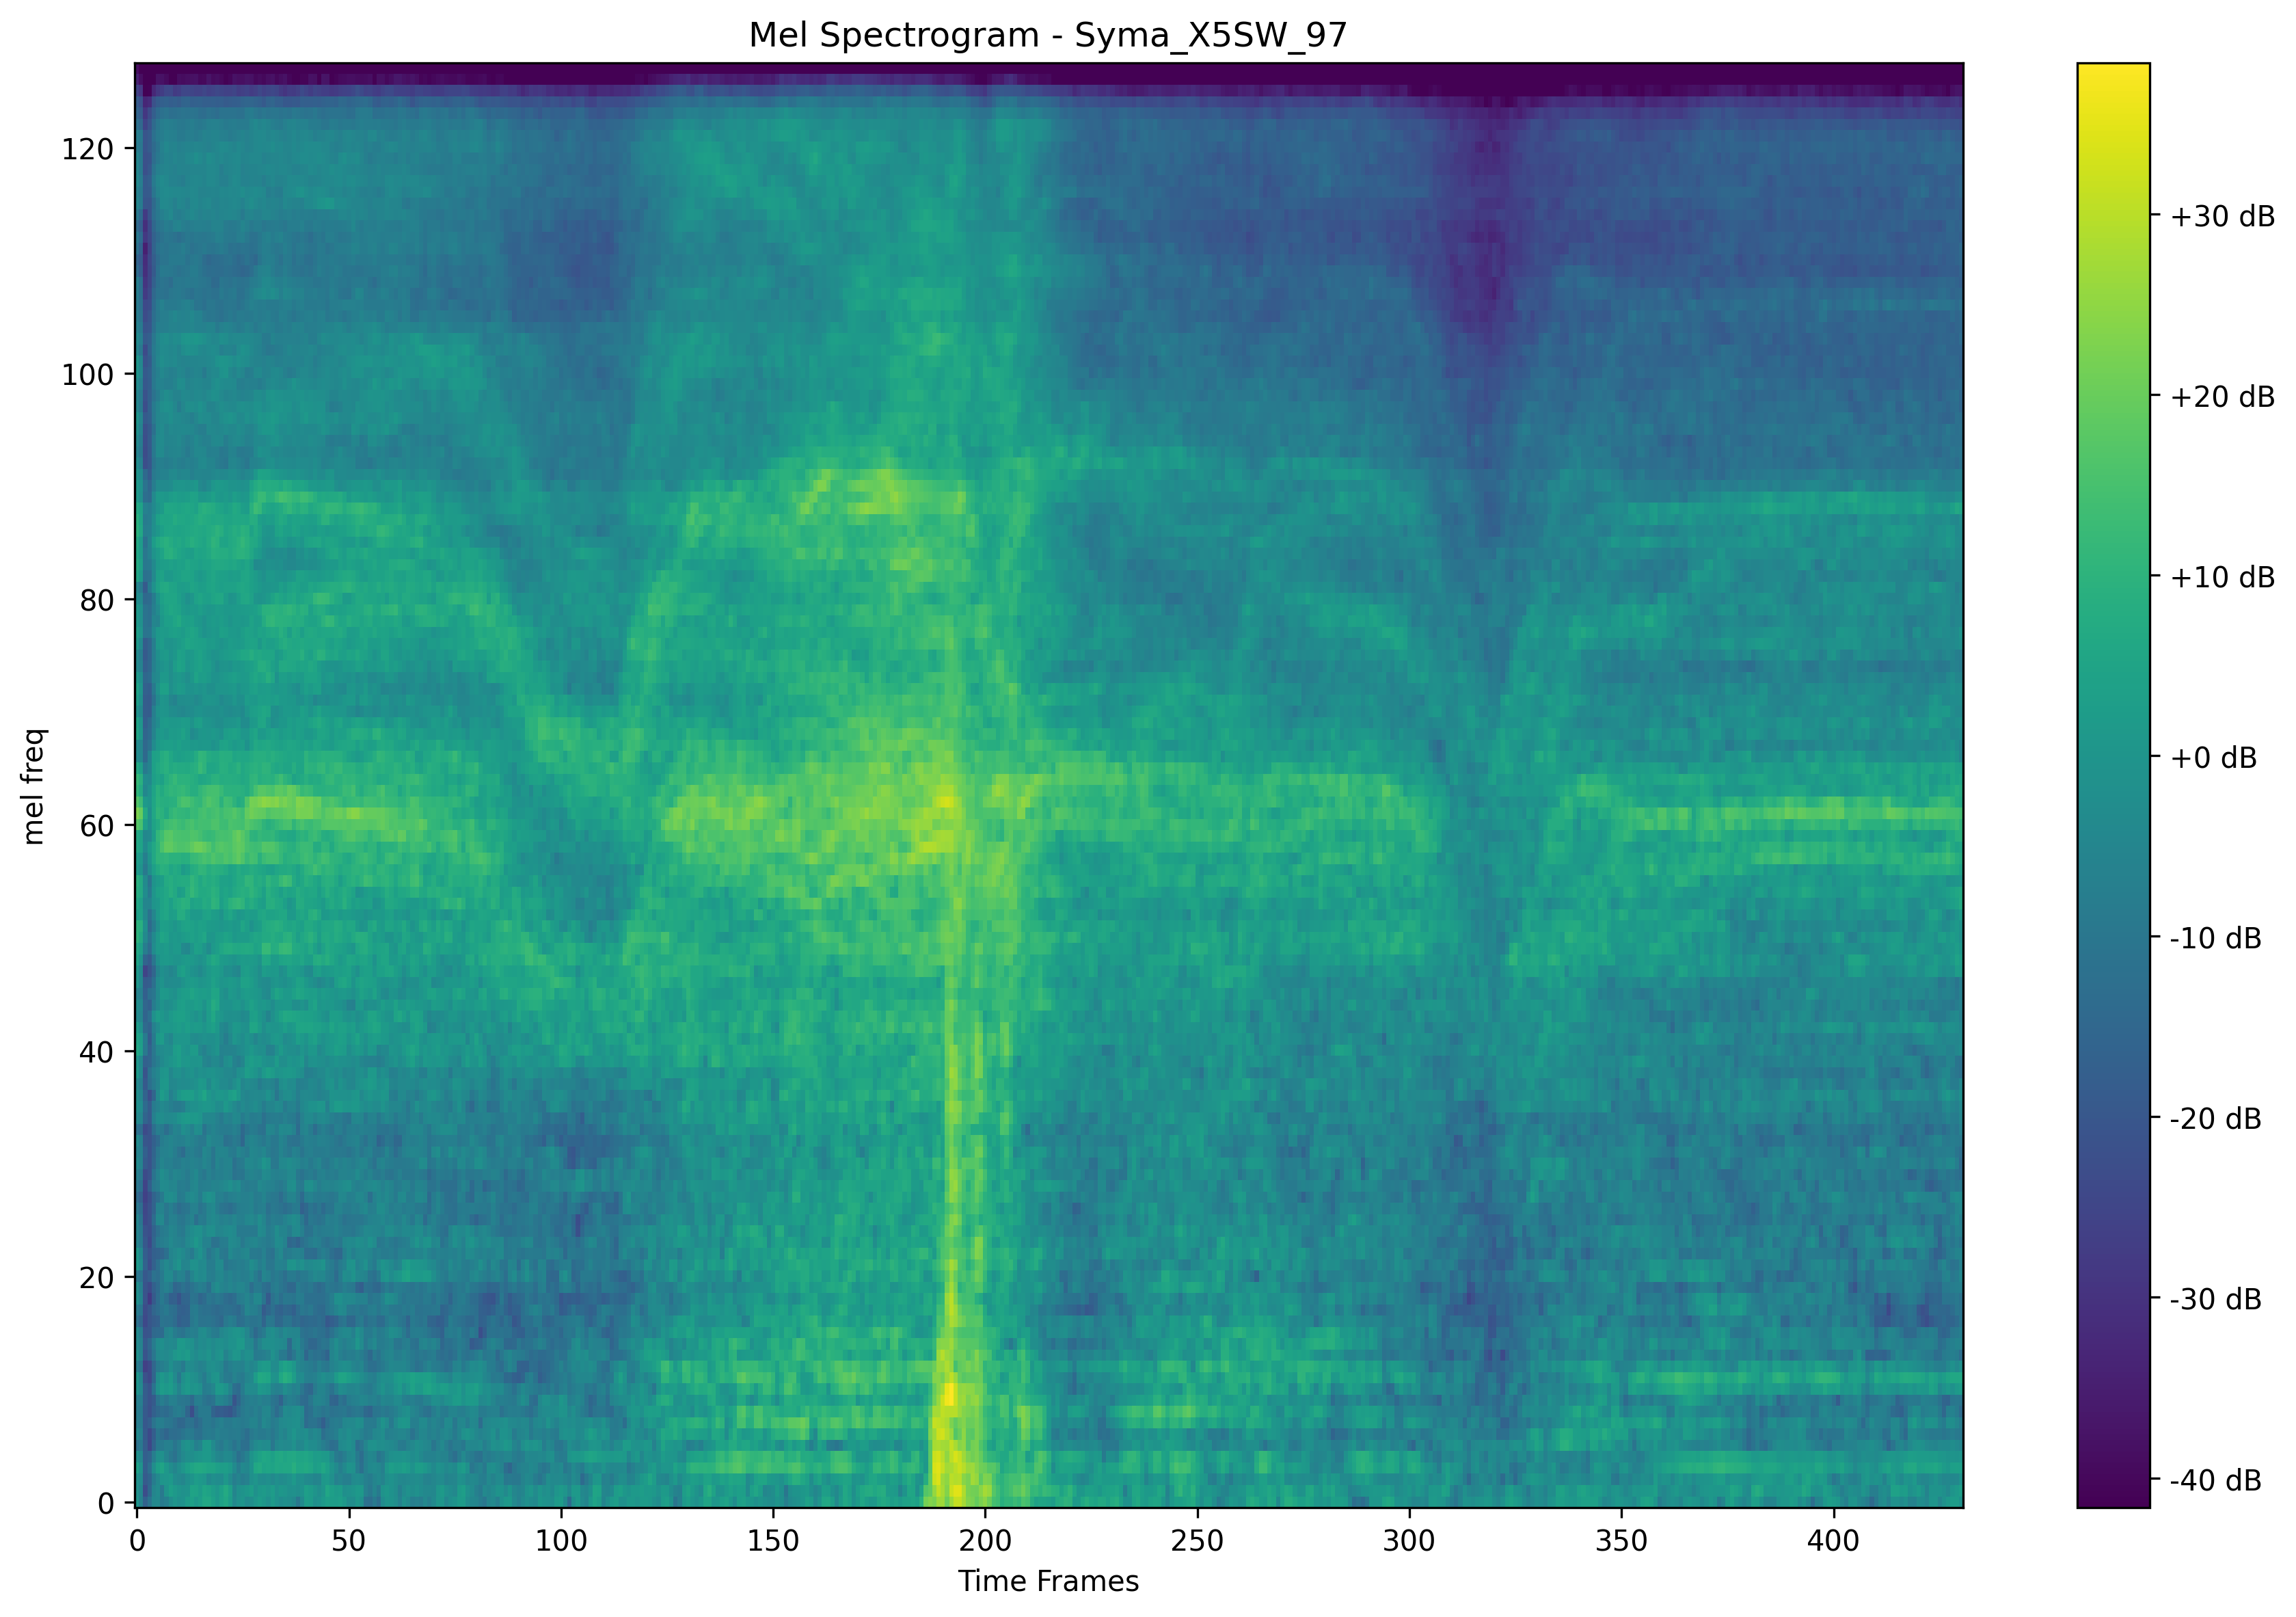 Mel Spectrogram - Syma_X5SW_97
mel freq
120
100
80
60
40
20
0
0 50 100 150 200 250 300 350 400
Time Frames
+30 dB
+20 dB
+10 dB
+0 dB
-10 dB
-20 dB
-30 dB
-40 dB